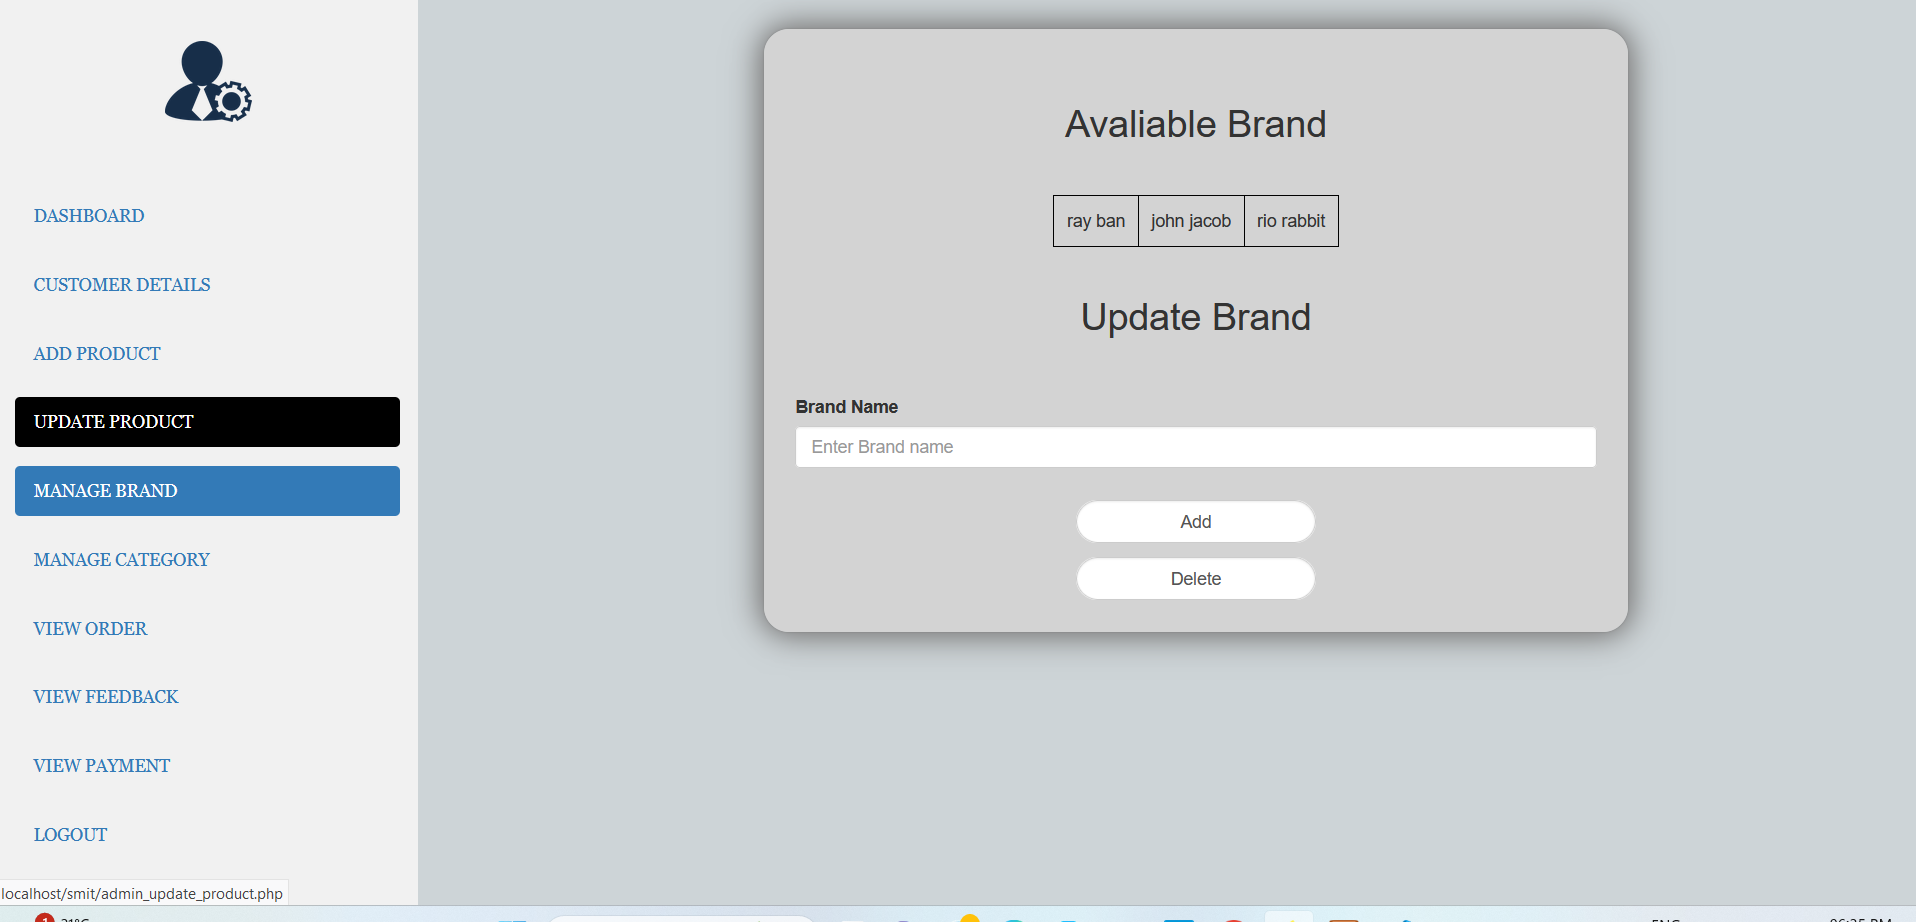 DASHBOARD
CUSTOMER DETAILS
ADD PRODUCT
UPDATE PRODUCT
MANAGE BRAND
MANAGE CATEGORY
VIEW ORDER
VIEW FEEDBACK
VIEW PAYMENT
LOGOUT
localhost/smit/admin_update_product.php
Avaliable Brand
ray ban john jacob rio rabbit
Update Brand
Brand Name
Enter Brand name
Add
Delete